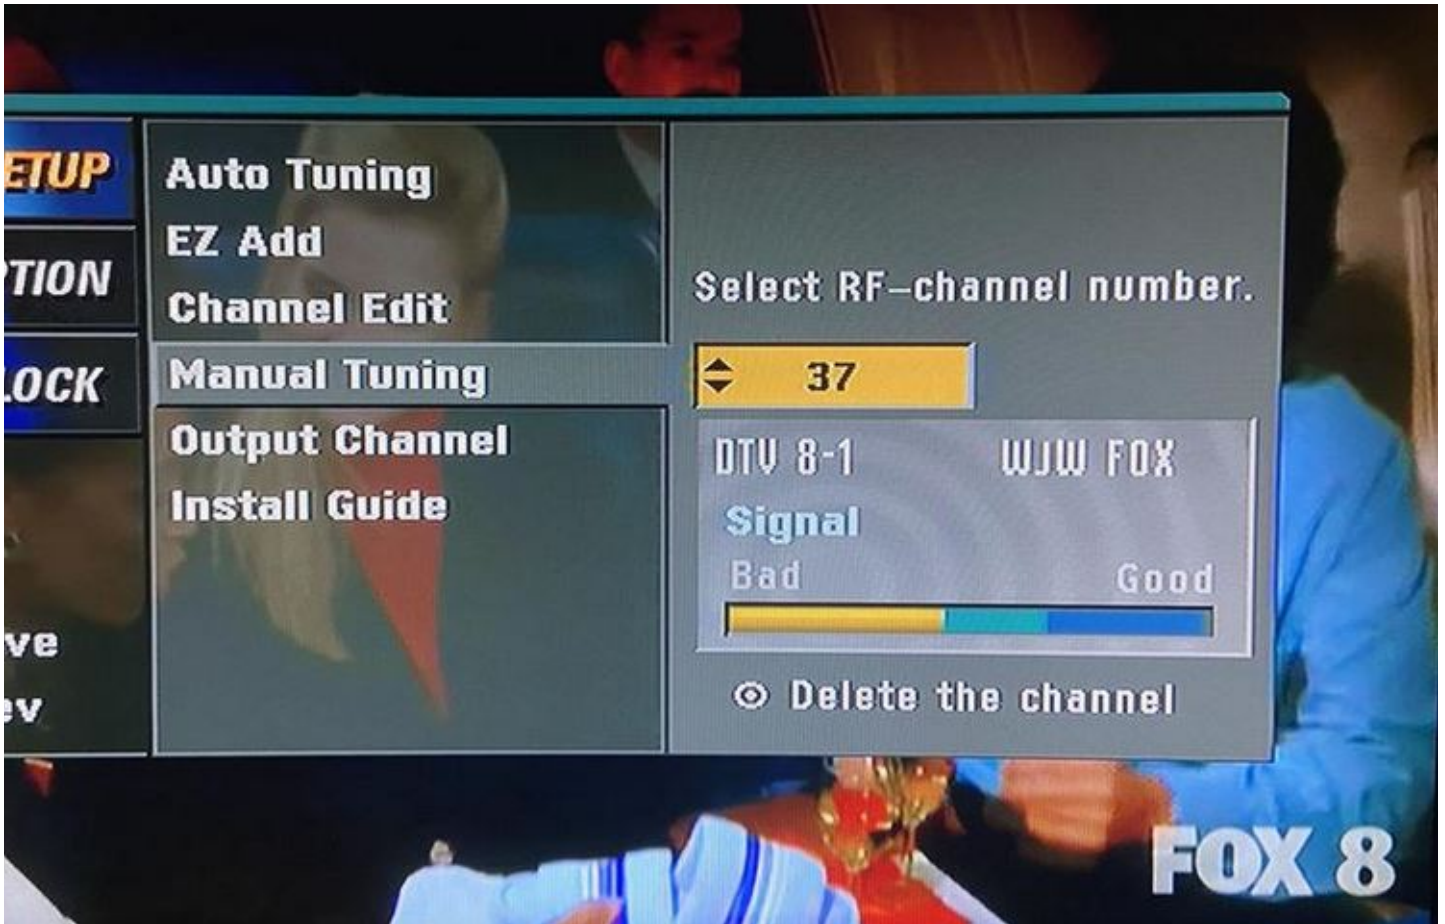 ETUP
PTION
LOCK
ve
ev
Auto Tuning
EZ Add
Channel Edit
Manual Tuning
Output Channel
Install Guide
Select RF-channel number.
37
DTV 8-1 WJW FOX
Signal
Bad Good
Delete the channel
FOX 8